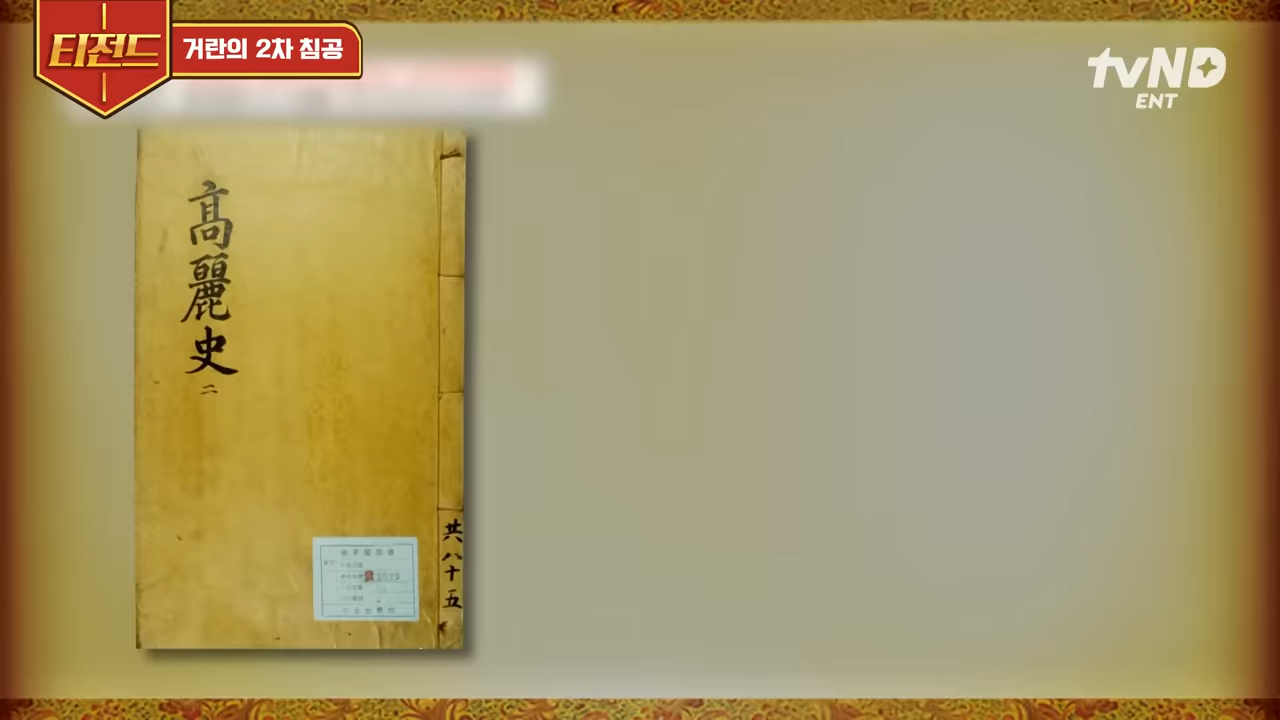 티전드
거란의 2차 침공
tvND
ENT
高麗史
二
共八十五